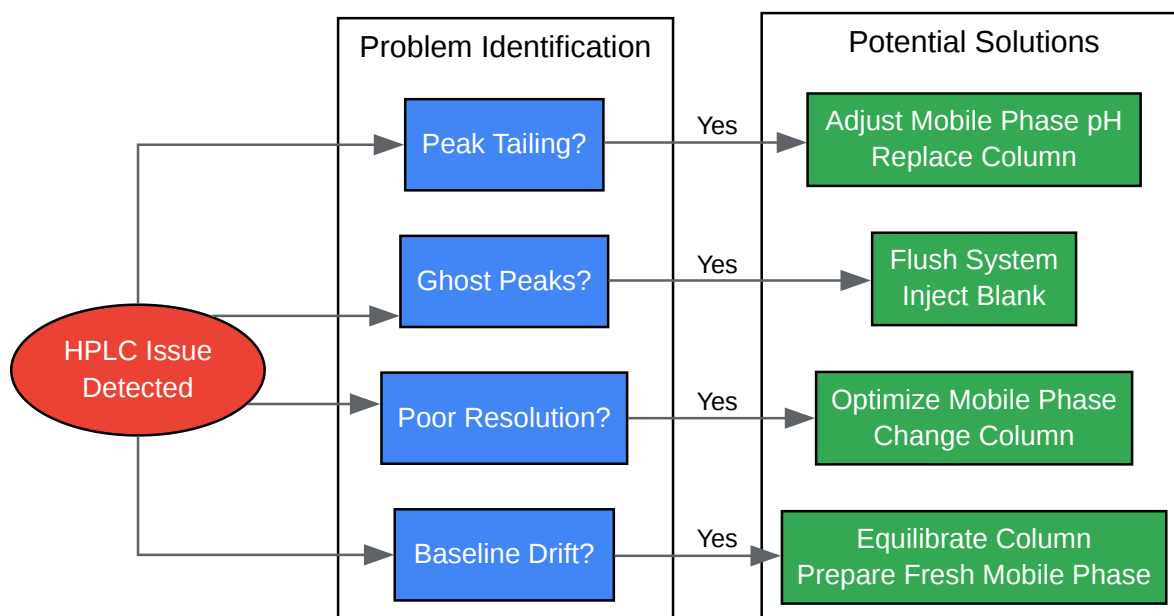 Problem Identification
Potential Solutions
HPLC Issue
Detected
Peak Tailing?
Yes
Adjust Mobile Phase pH
Replace Column
Ghost Peaks?
Yes
Flush System
Inject Blank
Poor Resolution?
Yes
Optimize Mobile Phase
Change Column
Baseline Drift?
Yes
Equilibrate Column
Prepare Fresh Mobile Phase